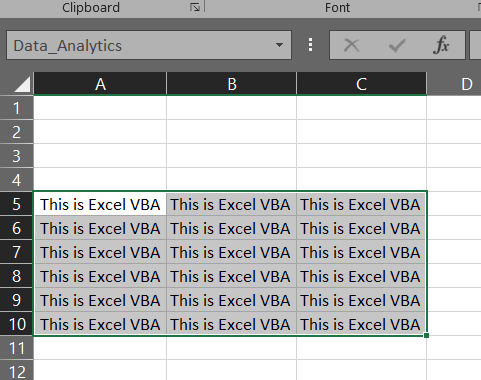 Clipboard Font
Data_Analytics fx
A B C D
1
2
3
4
5 This is Excel VBA This is Excel VBA This is Excel VBA
6 This is Excel VBA This is Excel VBA This is Excel VBA
7 This is Excel VBA This is Excel VBA This is Excel VBA
8 This is Excel VBA This is Excel VBA This is Excel VBA
9 This is Excel VBA This is Excel VBA This is Excel VBA
10 This is Excel VBA This is Excel VBA This is Excel VBA
11
12